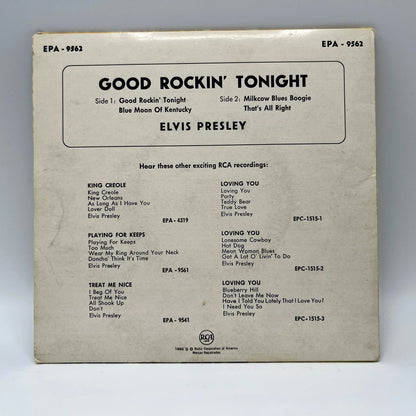 EPA - 9562
EPA - 9562
GOOD ROCKIN' TONIGHT
Side 1: Good Rockin' Tonight
Blue Moon Of Kentucky
Side 2: Milkcow Blues Boogie
That's All Right
ELVIS PRESLEY
Hear these other exciting RCA recordings:
KING CREOLE
King Creole
New Orleans
As Long As I Have You
Lover Doll
Elvis Presley
EPA - 4319
LOVING YOU
Loving You
Party
Teddy Bear
True Love
Elvis Presley
EPC-1515-1
PLAYING FOR KEEPS
Playing For Keeps
Too Much
Wear My Ring Around Your Neck
Dancha' Think It's Time
Elvis Presley
EPA - 9561
LOVING YOU
Lonesome Cowboy
Hot Dog
Mean Woman Blues
Got A Lot O' Livin' To Do
Elvis Presley
EPC-1515-2
TREAT ME NICE
I Beg Of You
Treat Me Nice
All Shook Up
Don't
Elvis Presley
EPA - 9541
LOVING YOU
Blueberry Hill
Don't Leave Me Now
Have I Told You Lately That I Love You?
I Need You So
Elvis Presley
EPC-1515-3
RCA
Radio Corporation of America
Marcas Registradas